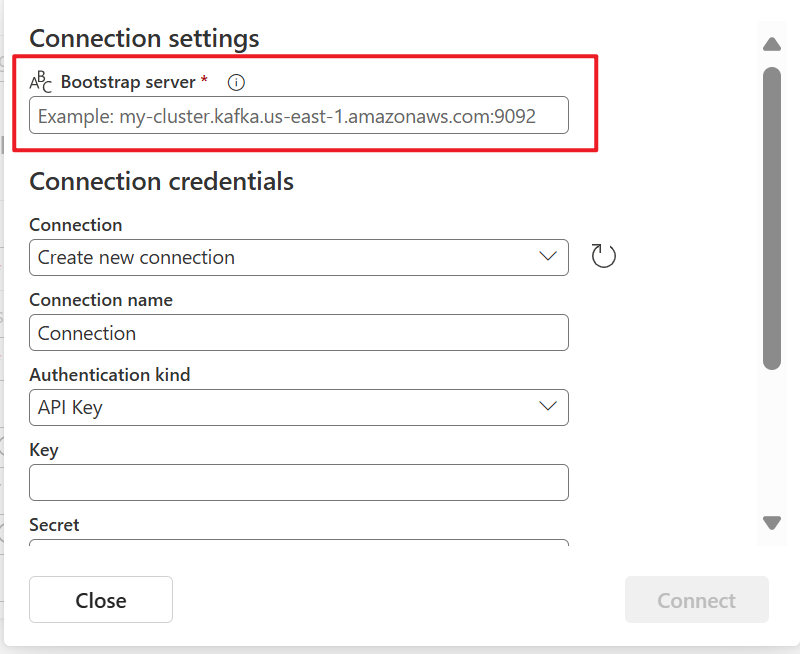 Connection settings
ABC Bootstrap server *
Example: my-cluster.kafka.us-east-1.amazonaws.com:9092
Connection credentials
Connection
Create new connection
Connection name
Connection
Authentication kind
API Key
Key
Secret
Close
Connect